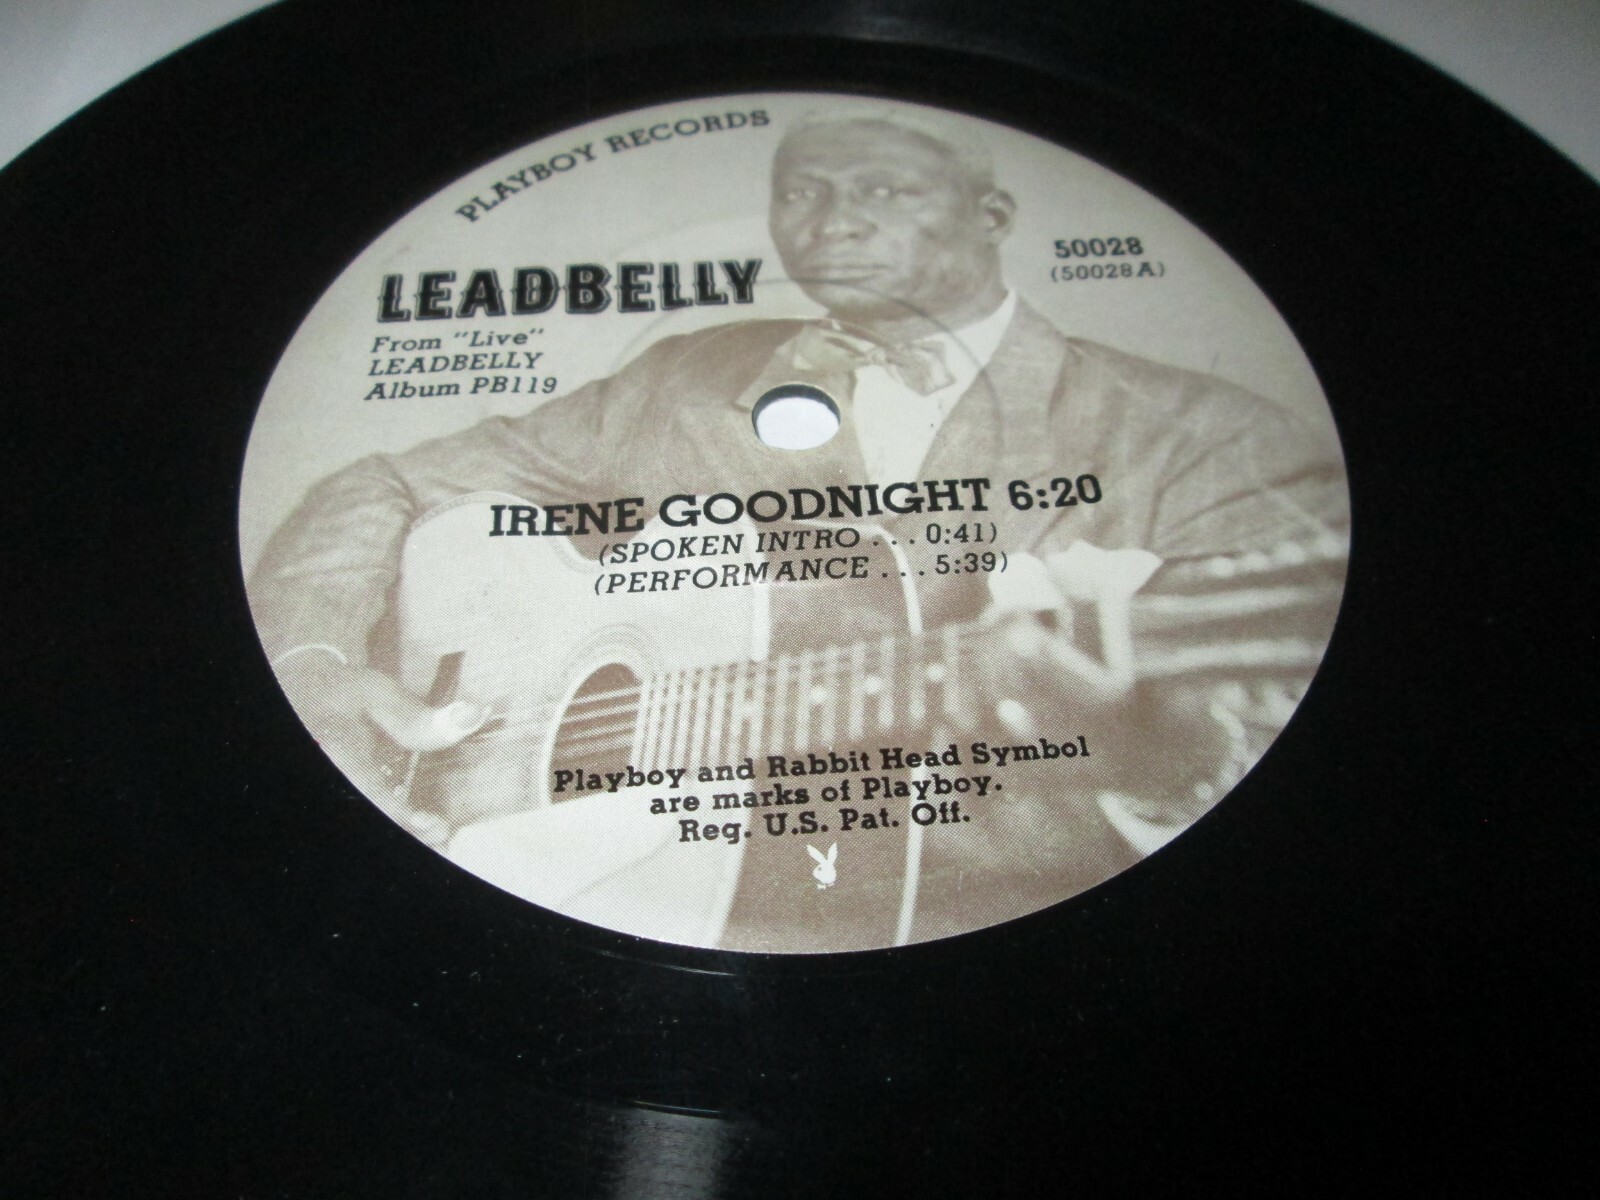 PLAYBOY RECORDS
LEADBELLY
From "Live"
LEADBELLY
Album PB119
50028
(50028A)
IRENE GOODNIGHT 6:20
(SPOKEN INTRO . . . 0:41)
(PERFORMANCE . . . 5:39)
Playboy and Rabbit Head Symbol
are marks of Playboy.
Reg. U.S. Pat. Off.